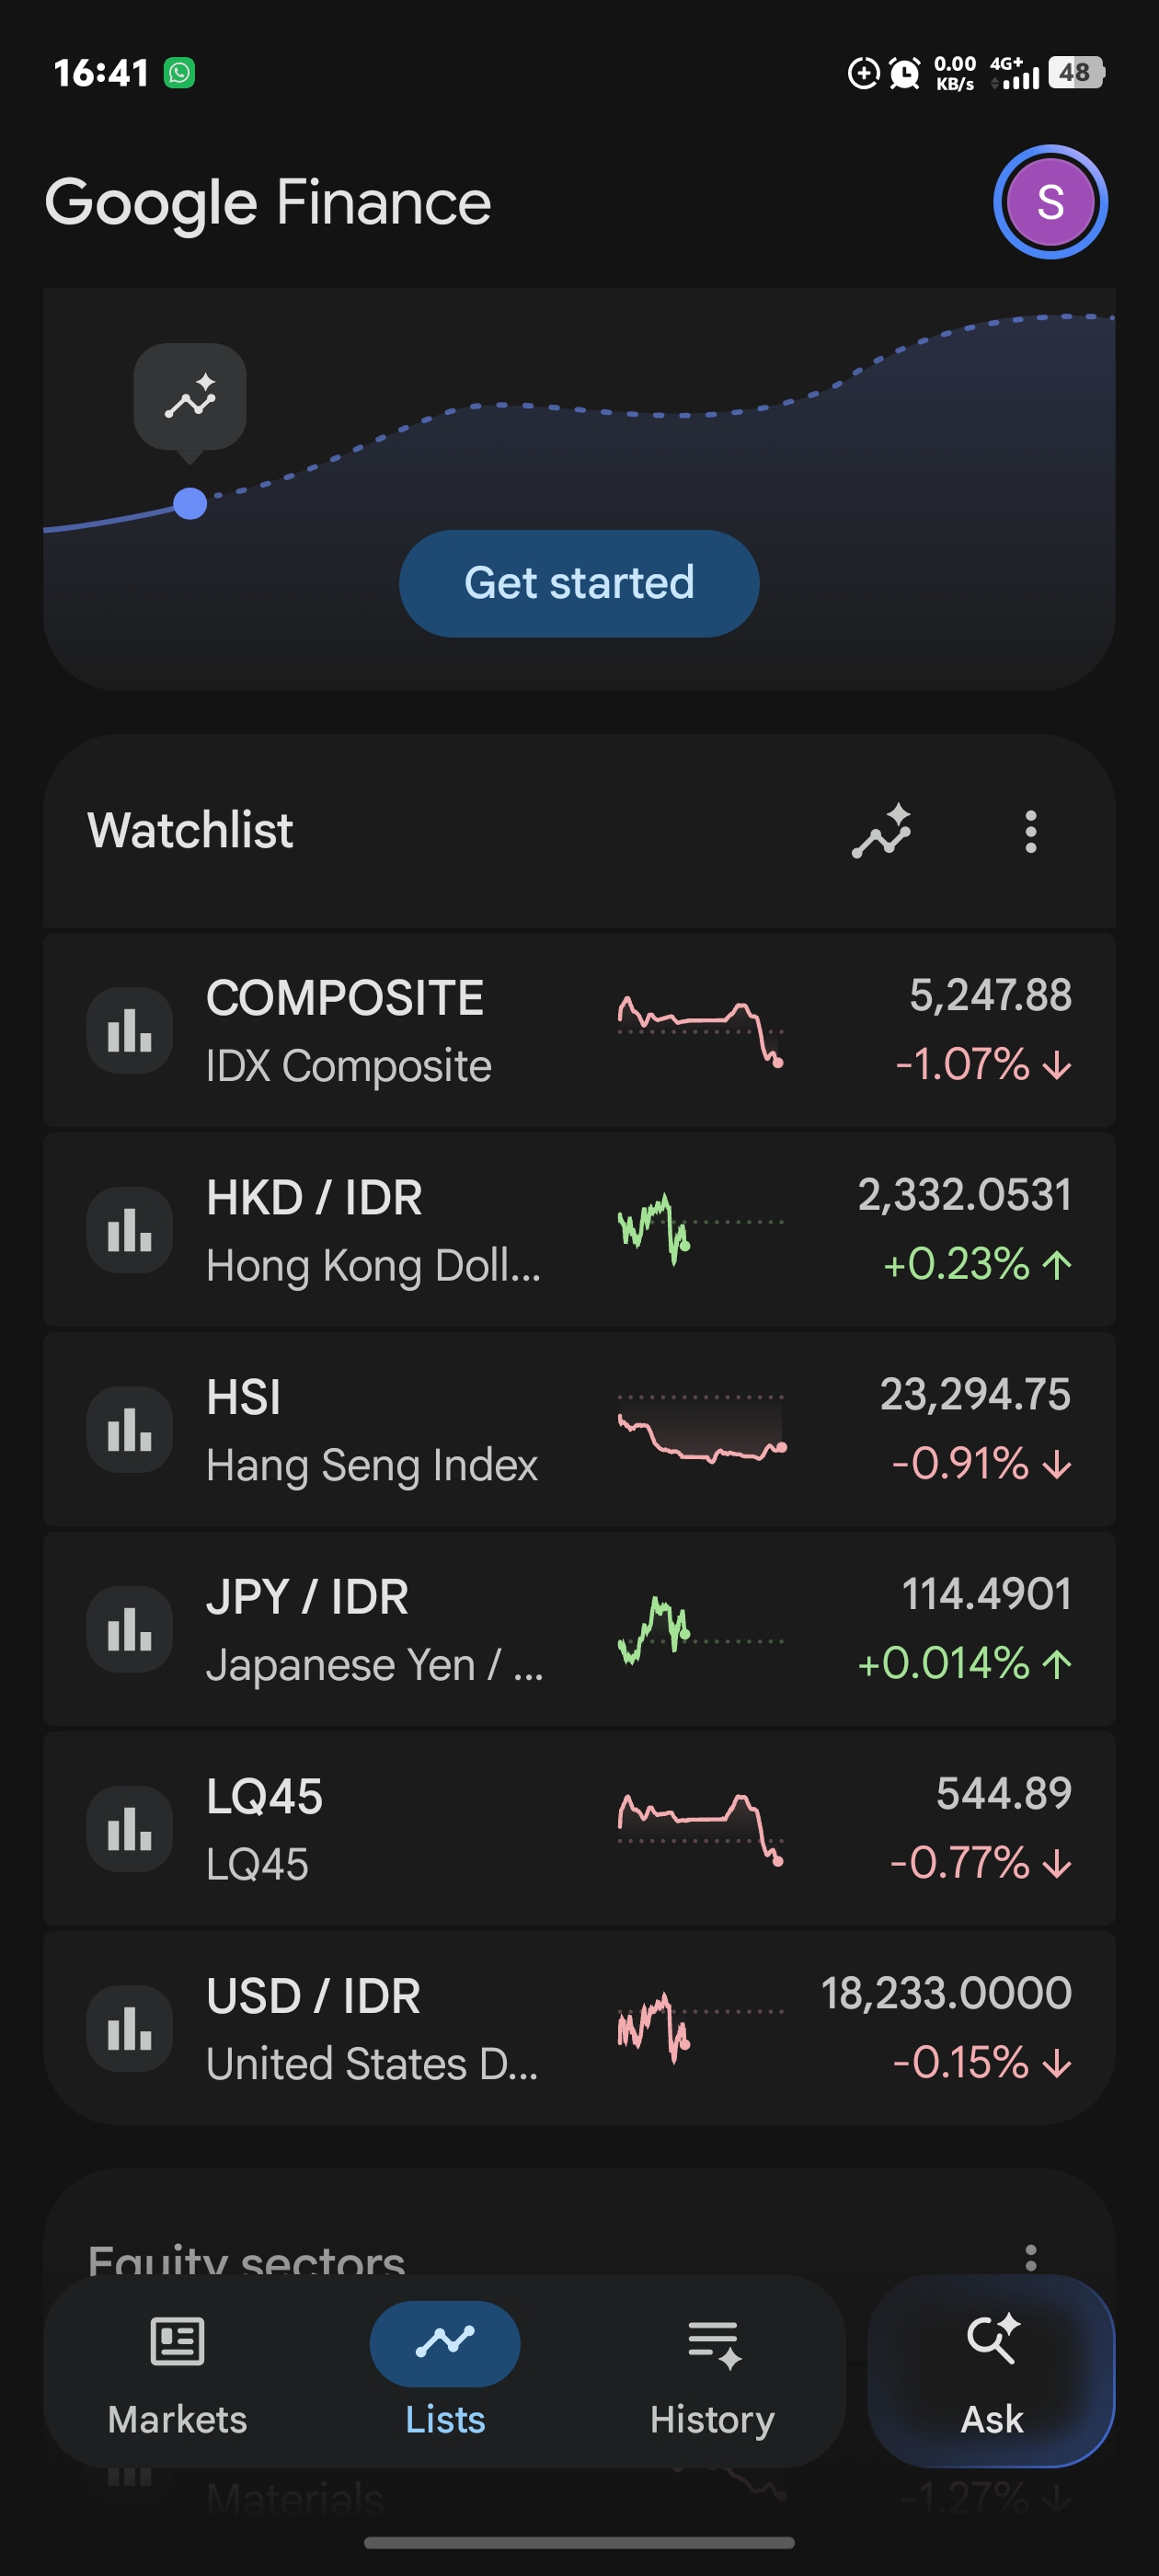 16:41
0.00
KB/s
4G+
48
Google Finance
S
Get started
Watchlist
COMPOSITE
5,247.88
IDX Composite
-1.07%
HKD / IDR
2,332.0531
Hong Kong Doll...
+0.23%
HSI
23,294.75
Hang Seng Index
-0.91%
JPY / IDR
114.4901
Japanese Yen / ...
+0.014%
LQ45
544.89
LQ45
-0.77%
USD / IDR
18,233.0000
United States D...
-0.15%
Equity sectors
Markets
Lists
History
Ask
Materials
-1.27%